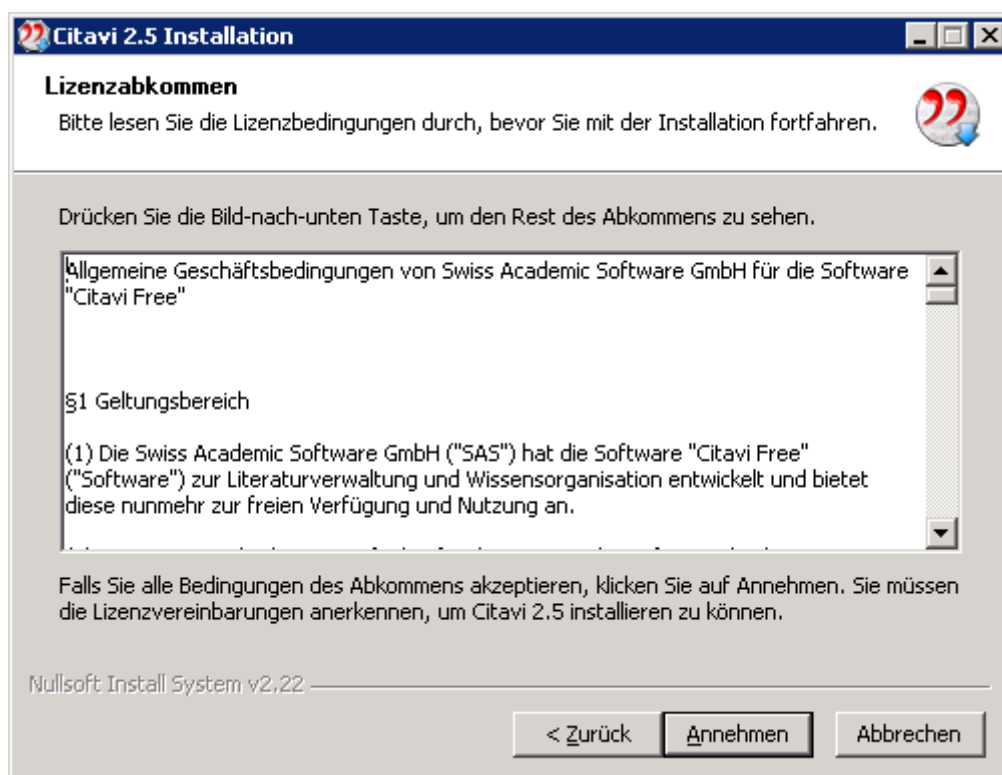 Citavi 2.5 Installation
Lizenzabkommen
Bitte lesen Sie die Lizenzbedingungen durch, bevor Sie mit der Installation fortfahren.
Drücken Sie die Bild-nach-unten Taste, um den Rest des Abkommens zu sehen.
Allgemeine Geschäftsbedingungen von Swiss Academic Software GmbH für die Software
"Citavi Free"
§1 Geltungsbereich
(1) Die Swiss Academic Software GmbH ("SAS") hat die Software "Citavi Free"
("Software") zur Literaturverwaltung und Wissensorganisation entwickelt und bietet
diese nunmehr zur freien Verfügung und Nutzung an.
Falls Sie alle Bedingungen des Abkommens akzeptieren, klicken Sie auf Annehmen. Sie müssen
die Lizenzvereinbarungen anerkennen, um Citavi 2.5 installieren zu können.
Nullsoft Install System v2.22
< Zurück Annehmen Abbrechen